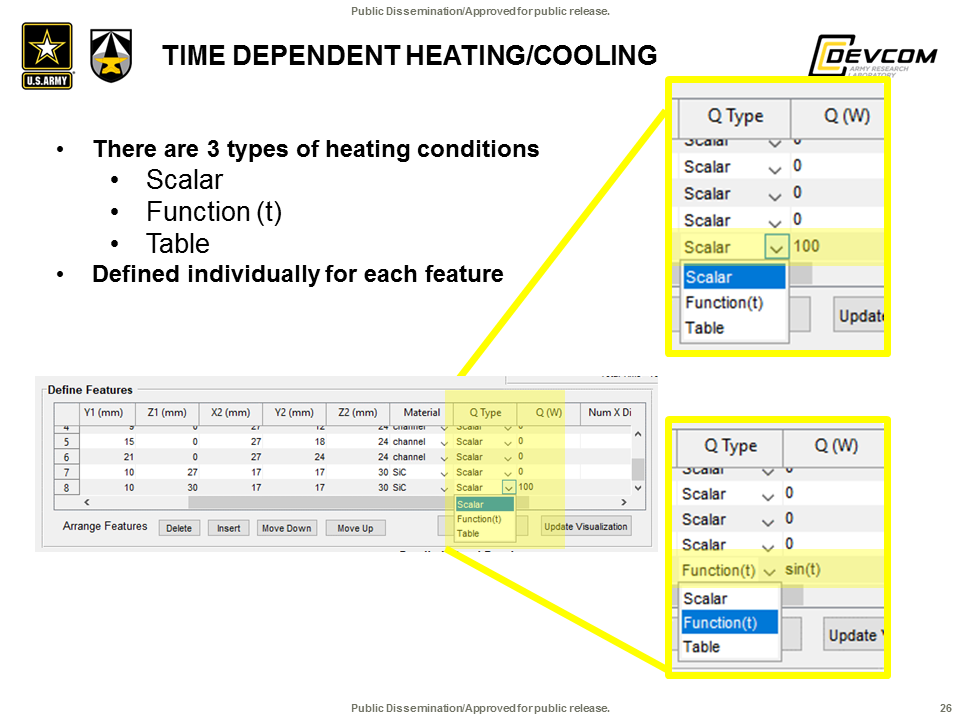 Public Dissemination/Approved for public release.
U.S.ARMY
TIME DEPENDENT HEATING/COOLING
DEVCOM
ARMY RESEARCH
LABORATORY
• There are 3 types of heating conditions
• Scalar
• Function (t)
• Table
• Defined individually for each feature
Q Type Q (W)
Scalar 0
Scalar 0
Scalar 0
Scalar 0
Scalar 100
Scalar
Function(t)
Table
Update
Define Features
Y1 (mm) Z1 (mm) X2 (mm) Y2 (mm) Z2 (mm) Material Q Type Q (W) Num X Di
4 9 0 27 12 24 channel Scalar 0
5 15 0 27 18 24 channel Scalar 0
6 21 0 27 24 24 channel Scalar 0
7 10 27 17 17 30 SiC Scalar 0
8 10 30 17 17 30 SiC Scalar 100
Scalar
Function(t)
Table
Arrange Features Delete Insert Move Down Move Up Update Visualization
Q Type Q (W)
Scalar 0
Scalar 0
Scalar 0
Scalar 0
Function(t) sin(t)
Scalar
Function(t)
Table
Update
Public Dissemination/Approved for public release.
26